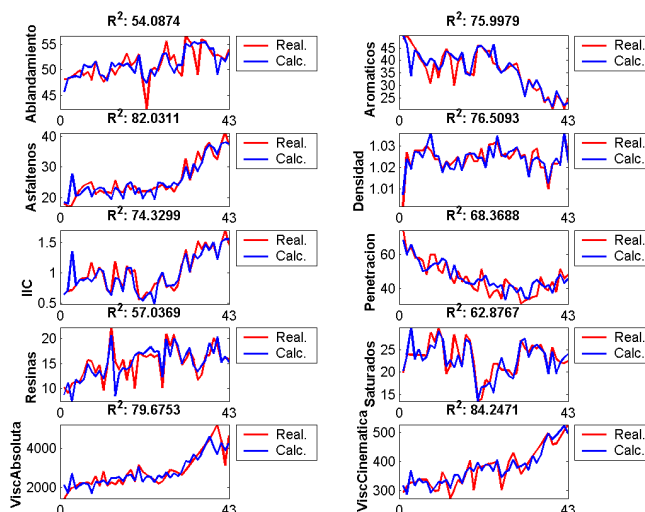 R2: 54.0874
Ablandamiento
55
50
45
0
43
Real.
Calc.
R2: 75.9979
Aromaticos
45
40
35
30
25
0
43
Real.
Calc.
R2: 82.0311
Asfaltenos
40
30
20
0
43
Real.
Calc.
R2: 76.5093
Densidad
1.03
1.02
1.01
0
43
Real.
Calc.
R2: 74.3299
IIC
1.5
1
0.5
0
43
Real.
Calc.
R2: 68.3688
Penetracion
60
40
0
43
Real.
Calc.
R2: 57.0369
Resinas
20
15
10
0
43
Real.
Calc.
R2: 62.8767
Saturados
25
20
15
0
43
Real.
Calc.
R2: 79.6753
ViscAbsoluta
4000
2000
0
43
Real.
Calc.
R2: 84.2471
ViscCinematica
500
400
300
0
43
Real.
Calc.